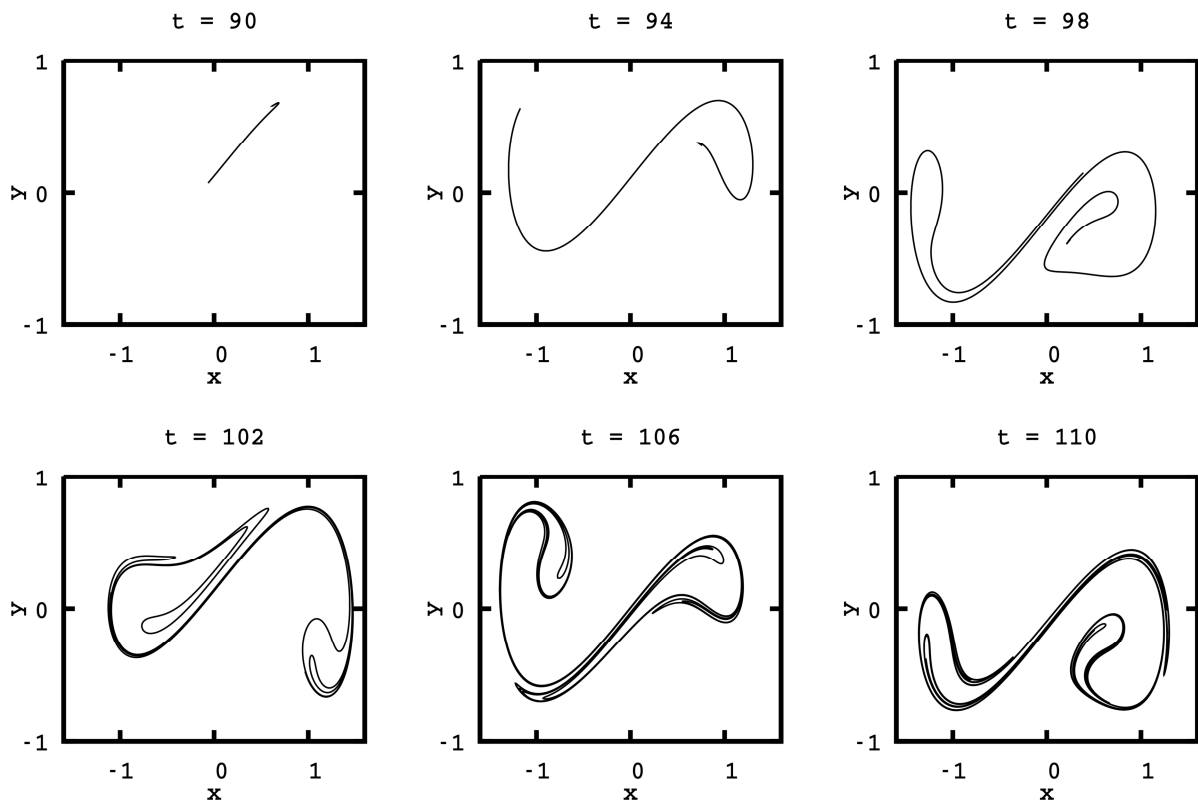 t = 90
t = 94
t = 98
1
1
1
y 0
y 0
y 0
-1
-1
-1
-1 0 1
-1 0 1
-1 0 1
x
x
x
t = 102
t = 106
t = 110
1
1
1
y 0
y 0
y 0
-1
-1
-1
-1 0 1
-1 0 1
-1 0 1
x
x
x